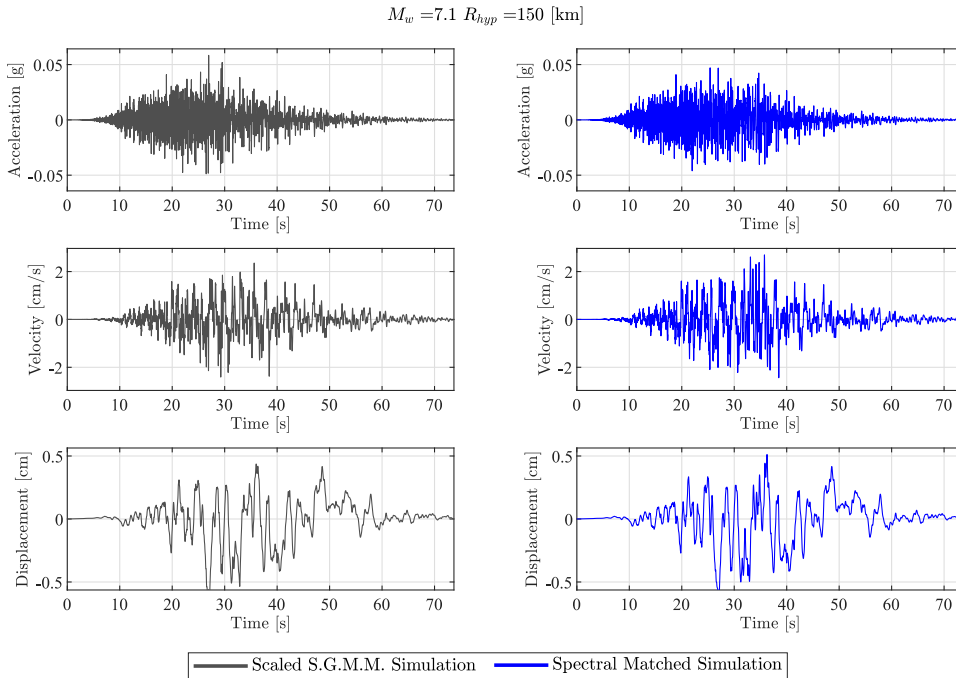 M_w =7.1 R_hyp =150 [km]
Acceleration [g]
0.05
0
-0.05
0 10 20 30 40 50 60 70
Time [s]
Acceleration [g]
0.05
0
-0.05
0 10 20 30 40 50 60 70
Time [s]
Velocity [cm/s]
2
0
-2
0 10 20 30 40 50 60 70
Time [s]
Velocity [cm/s]
2
0
-2
0 10 20 30 40 50 60 70
Time [s]
Displacement [cm]
0.5
0
-0.5
0 10 20 30 40 50 60 70
Time [s]
Displacement [cm]
0.5
0
-0.5
0 10 20 30 40 50 60 70
Time [s]
Scaled S.G.M.M. Simulation Spectral Matched Simulation